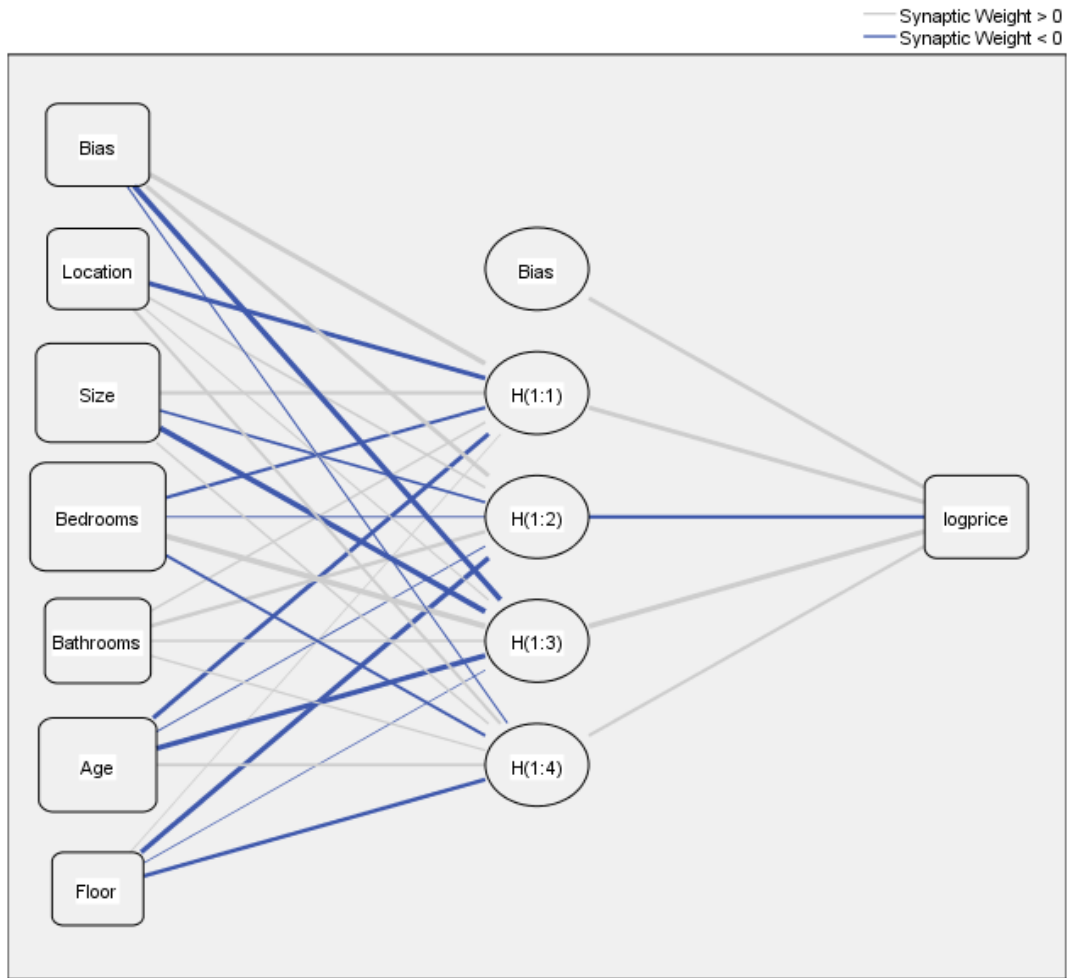 Synaptic Weight > 0
Synaptic Weight < 0
Bias
Location
Size
Bedrooms
Bathrooms
Age
Floor
Bias
H(1:1)
H(1:2)
H(1:3)
H(1:4)
logprice